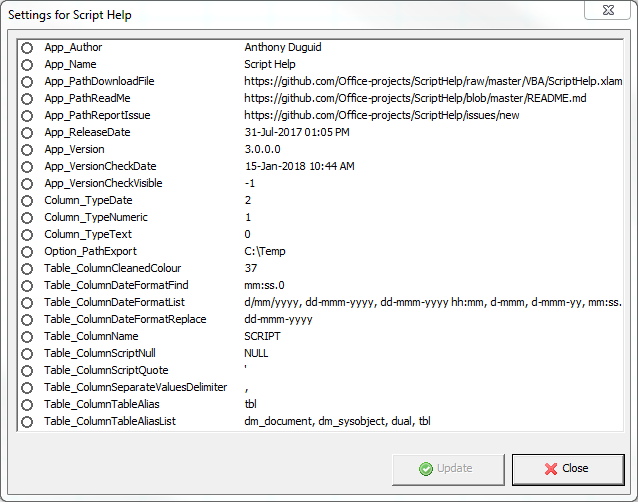 Settings for Script Help
App_Author Anthony Duguid
App_Name Script Help
App_PathDownloadFile https://github.com/Office-projects/ScriptHelp/raw/master/VBA/ScriptHelp.xlam
App_PathReadMe https://github.com/Office-projects/ScriptHelp/blob/master/README.md
App_PathReportIssue https://github.com/Office-projects/ScriptHelp/issues/new
App_ReleaseDate 31-Jul-2017 01:05 PM
App_Version 3.0.0.0
App_VersionCheckDate 15-Jan-2018 10:44 AM
App_VersionCheckVisible -1
Column_TypeDate 2
Column_TypeNumeric 1
Column_TypeText 0
Option_PathExport C:\Temp
Table_ColumnCleanedColour 37
Table_ColumnDateFormatFind mm:ss.0
Table_ColumnDateFormatList d/mm/yyyy, dd-mmm-yyyy, dd-mmm-yyyy hh:mm, d-mmm, d-mmm-yy, mm:ss.
Table_ColumnDateFormatReplace dd-mmm-yyyy
Table_ColumnName SCRIPT
Table_ColumnScriptNull NULL
Table_ColumnScriptQuote '
Table_ColumnSeparateValuesDelimiter ,
Table_ColumnTableAlias tbl
Table_ColumnTableAliasList dm_document, dm_sysobject, dual, tbl
Update Close